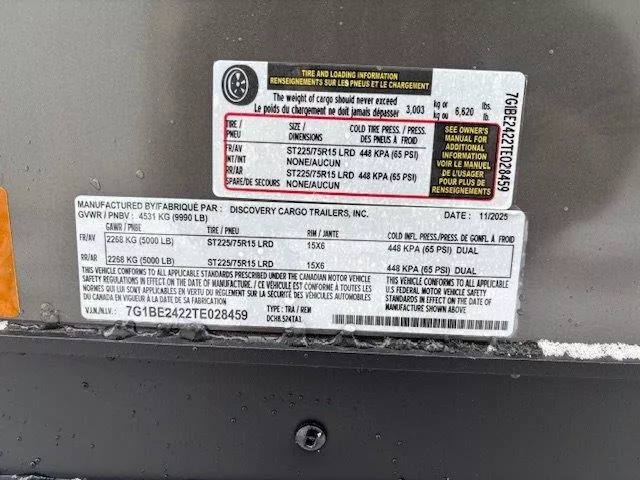 TIRE AND LOADING INFORMATION
RENSEIGNEMENTS SUR LES PNEUS ET LE CHARGEMENT
The weight of cargo should never exceed
Le poids du chargement ne doit jamais dépasser 3,003 kg or ou 6,620 lbs. lb.
TIRE / PNEU SIZE / DIMENSIONS COLD TIRE PRESS. / PRESS. DES PNEUS À FROID
FR/AV ST225/75R15 LRD 448 KPA (65 PSI)
INT/INT NONE/AUCUN
RR/AR ST225/75R15 LRD 448 KPA (65 PSI)
SPARE/DE SECOURS NONE/AUCUN
SEE OWNER'S
MANUAL FOR
ADDITIONAL
INFORMATION
VOIR LE MANUEL
DE L'USAGER
POUR PLUS DE
RENSEIGNEMENTS
7G1BE2422TE028459
MANUFACTURED BY/FABRIQUÉ PAR : DISCOVERY CARGO TRAILERS, INC. DATE : 11/2025
GVWR / PNBV : 4531 KG (9990 LB)
GAWR / PNBE TIRE / PNEU RIM / JANTE COLD INFL. PRESS./PRESS. DE GONFL. À FROID
FR/AV 2268 KG (5000 LB) ST225/75R15 LRD 15X6 448 KPA (65 PSI) DUAL
RR/AR 2268 KG (5000 LB) ST225/75R15 LRD 15X6 448 KPA (65 PSI) DUAL
THIS VEHICLE CONFORMS TO ALL APPLICABLE STANDARDS PRESCRIBED UNDER THE CANADIAN MOTOR VEHICLE
SAFETY REGULATIONS IN EFFECT ON THE DATE OF MANUFACTURE. / CE VÉHICULE EST CONFORME À TOUTES LES
NORMES QUI LUI SONT APPLICABLES EN VERTU DU RÈGLEMENT SUR LA SÉCURITÉ DES VÉHICULES AUTOMOBILES
DU CANADA EN VIGUEUR À LA DATE DE SA FABRICATION
THIS VEHICLE CONFORMS TO ALL APPLICABLE
U.S. FEDERAL MOTOR VEHICLE SAFETY
STANDARDS IN EFFECT ON THE DATE OF
MANUFACTURE SHOWN ABOVE.
V.I.N./N.I.V.: 7G1BE2422TE028459 TYPE : TRA / REM
DCH8.524TA3